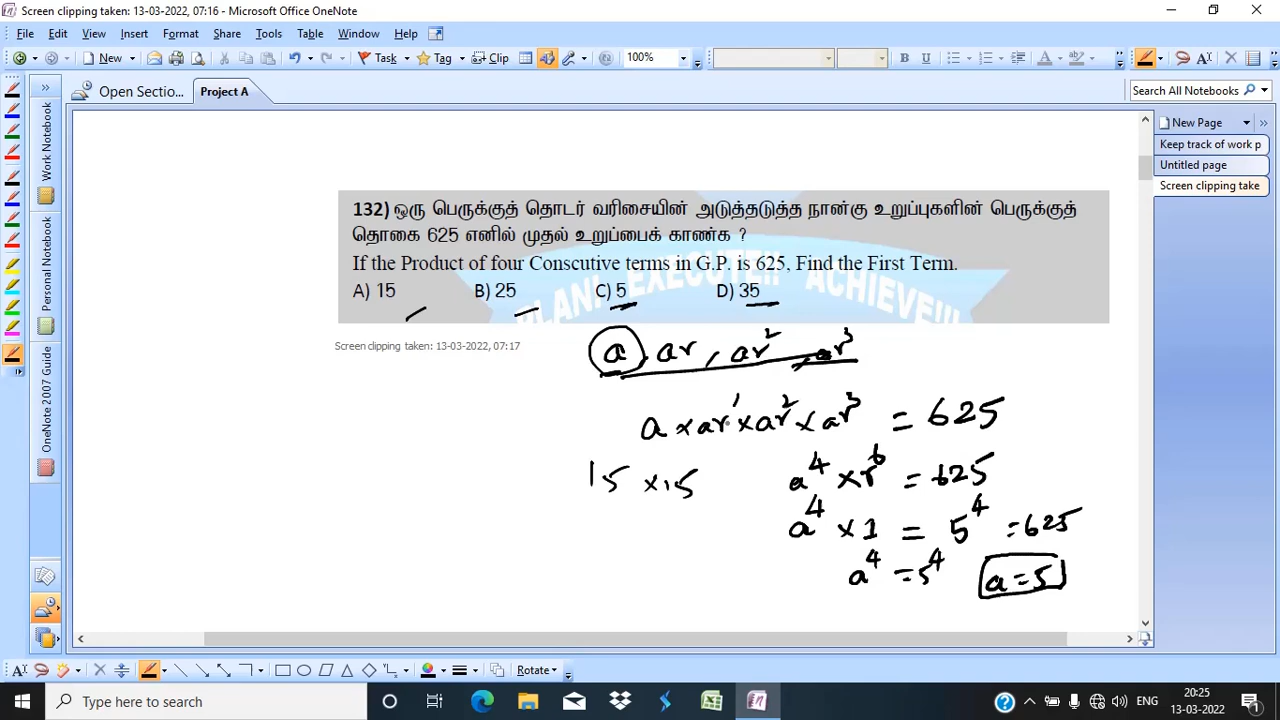 Screen clipping taken: 13-03-2022, 07:16 - Microsoft Office OneNote
File Edit View Insert Format Share Tools Table Window Help
New Task Tag Clip 100% B U A
Open Sectio... Project A Search All Notebooks
New Page
Keep track of work p
Untitled page
Screen clipping take
Work Notebook
Personal Notebook
OneNote 2007 Guide
132) ஒரு பெருக்குத் தொடர் வரிசையின் அடுத்தடுத்த நான்கு உறுப்புகளின் பெருக்குத்
தொகை 625 எனில் முதல் உறுப்பைக் காண்க ?
If the Product of four Conscutive terms in G.P. is 625, Find the First Term.
A) 15 B) 25 C) 5 D) 35
PLAN! EXECUTE!! ACHIEVE!!!
Screen clipping taken: 13-03-2022, 07:17
a, ar, ar², ar³
a × ar¹ × ar² × ar³ = 625
15 × 15 a⁴ × r⁶ = 625
a⁴ × 1 = 5⁴ = 625
a⁴ = 5⁴ a = 5
Rotate
Type here to search
ENG
20:25
13-03-2022
1